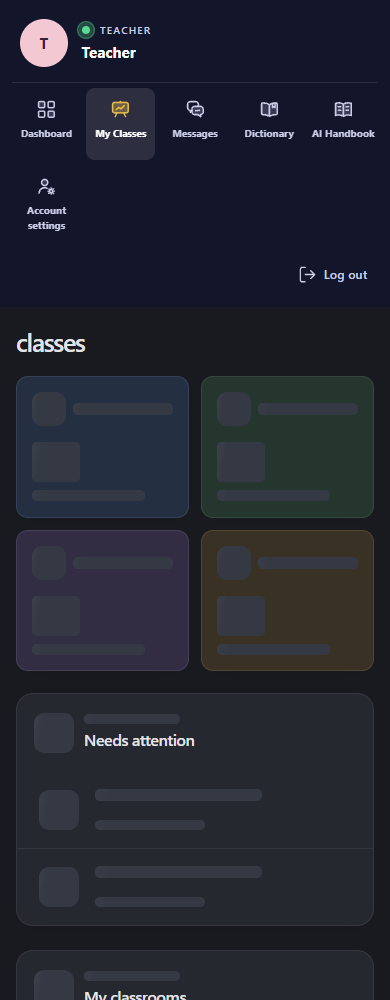 T
TEACHER
Teacher
Dashboard
My Classes
Messages
Dictionary
AI Handbook
Account
settings
Log out
classes
Needs attention
My classrooms